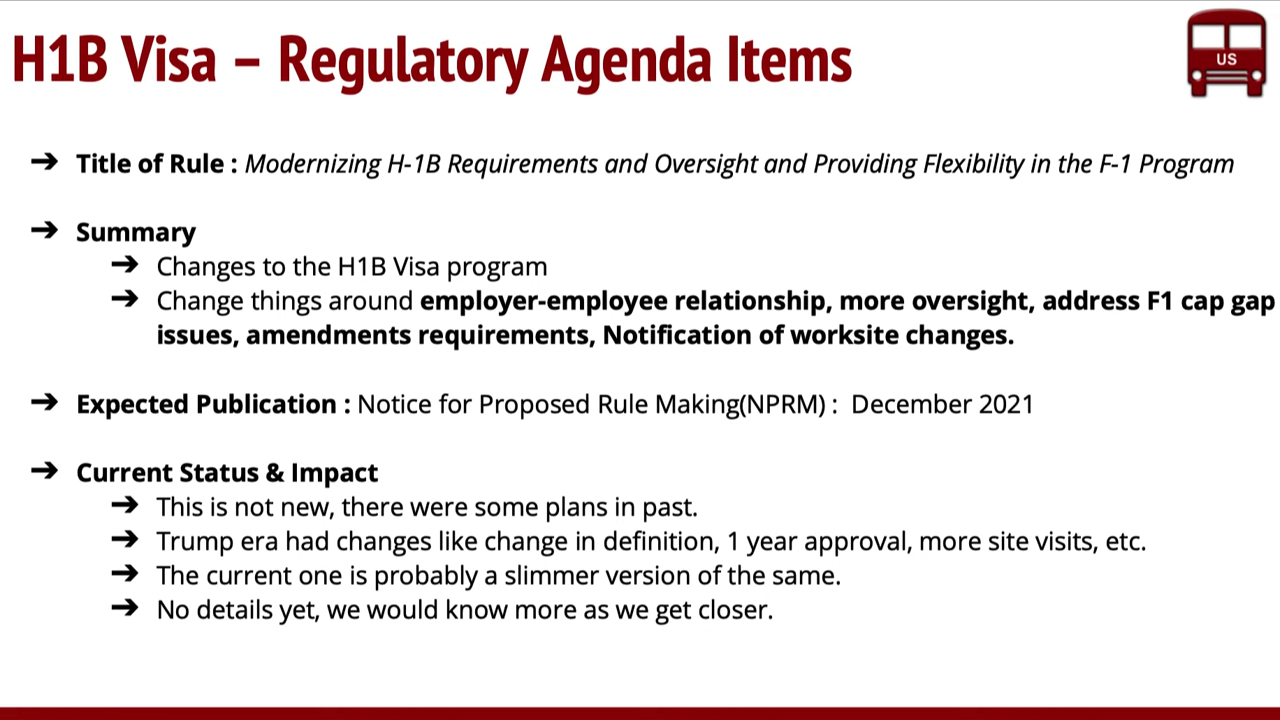 H1B Visa – Regulatory Agenda Items
US
➔ Title of Rule : Modernizing H-1B Requirements and Oversight and Providing Flexibility in the F-1 Program
➔ Summary
➔ Changes to the H1B Visa program
➔ Change things around employer-employee relationship, more oversight, address F1 cap gap
issues, amendments requirements, Notification of worksite changes.
➔ Expected Publication : Notice for Proposed Rule Making(NPRM) : December 2021
➔ Current Status & Impact
➔ This is not new, there were some plans in past.
➔ Trump era had changes like change in definition, 1 year approval, more site visits, etc.
➔ The current one is probably a slimmer version of the same.
➔ No details yet, we would know more as we get closer.